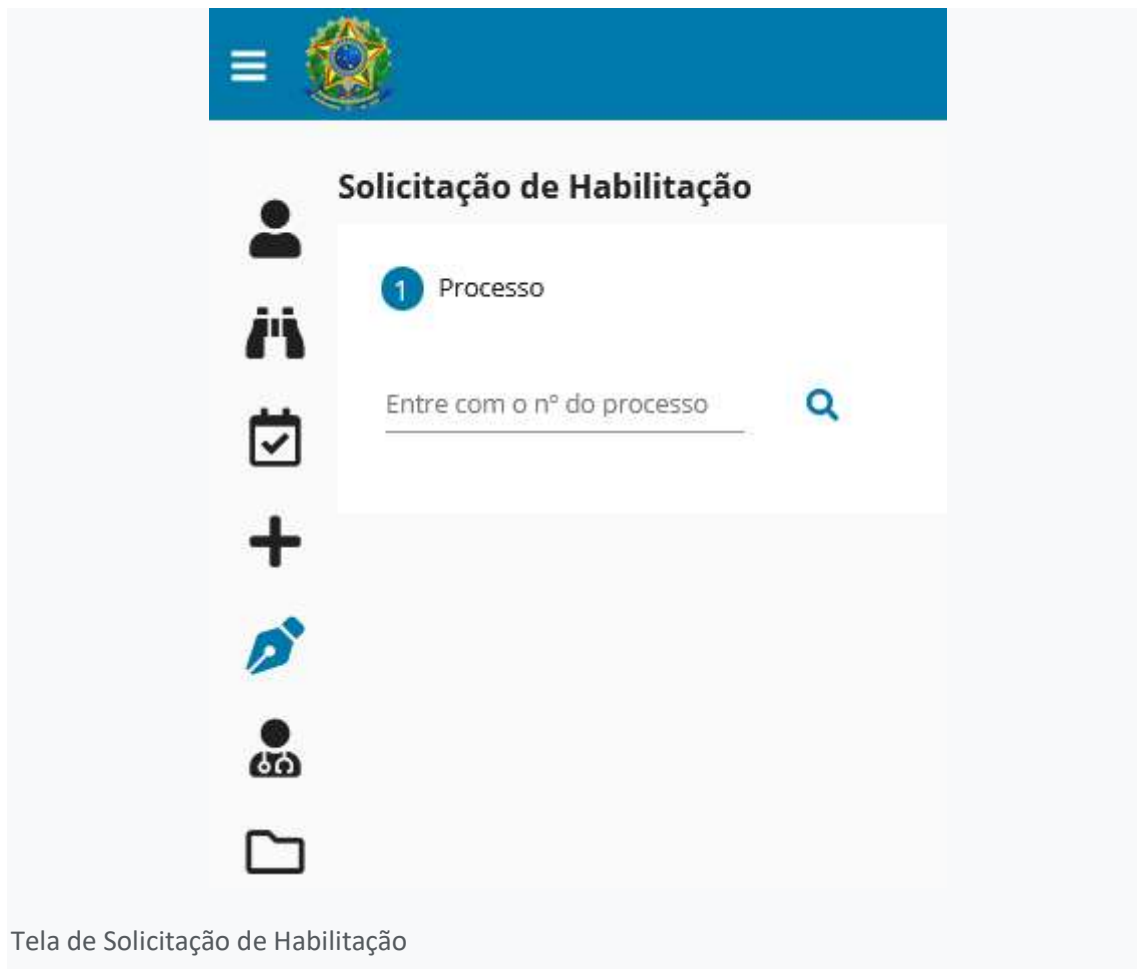 Solicitação de Habilitação
1 Processo
Entre com o nº do processo
Tela de Solicitação de Habilitação